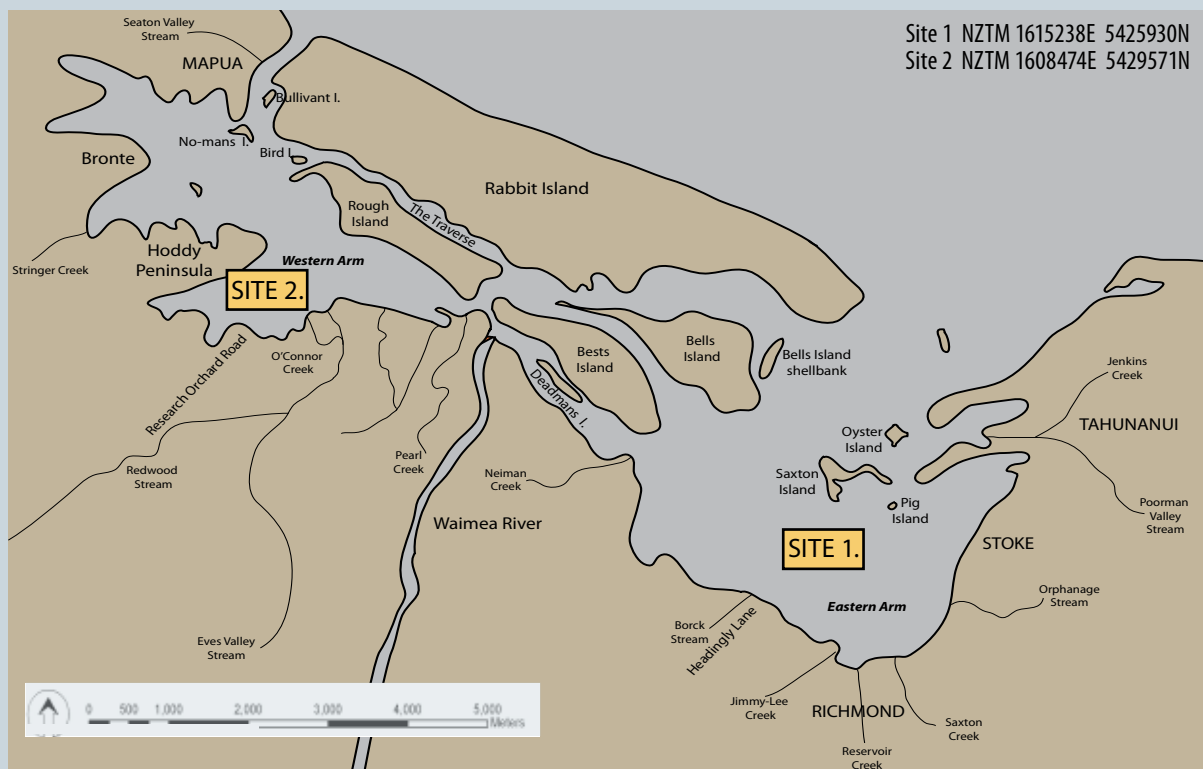 Site 1 NZTM 1615238E 5425930N
Site 2 NZTM 1608474E 5429571N
Seaton Valley
Stream
MAPUA
Bullivant I.
No-mans I.
Bird I.
Bronte
Rabbit Island
Rough
Island
The Traverse
Stringer Creek
Hoddy
Peninsula
Western Arm
SITE 2.
O'Connor
Creek
Research Orchard Road
Redwood
Stream
Pearl
Creek
Bests
Island
Bells
Island
Bells Island
shellbank
Deadmans I.
Neiman
Creek
Waimea River
Jenkins
Creek
TAHUNANUI
Oyster
Island
Saxton
Island
Pig
Island
Poorman
Valley
Stream
SITE 1.
STOKE
Eastern Arm
Orphanage
Stream
Borck
Stream
Headingly Lane
Eves Valley
Stream
Jimmy-Lee
Creek
RICHMOND
Saxton
Creek
Reservoir
Creek
0 500 1,000 2,000 3,000 4,000 5,000
Meters